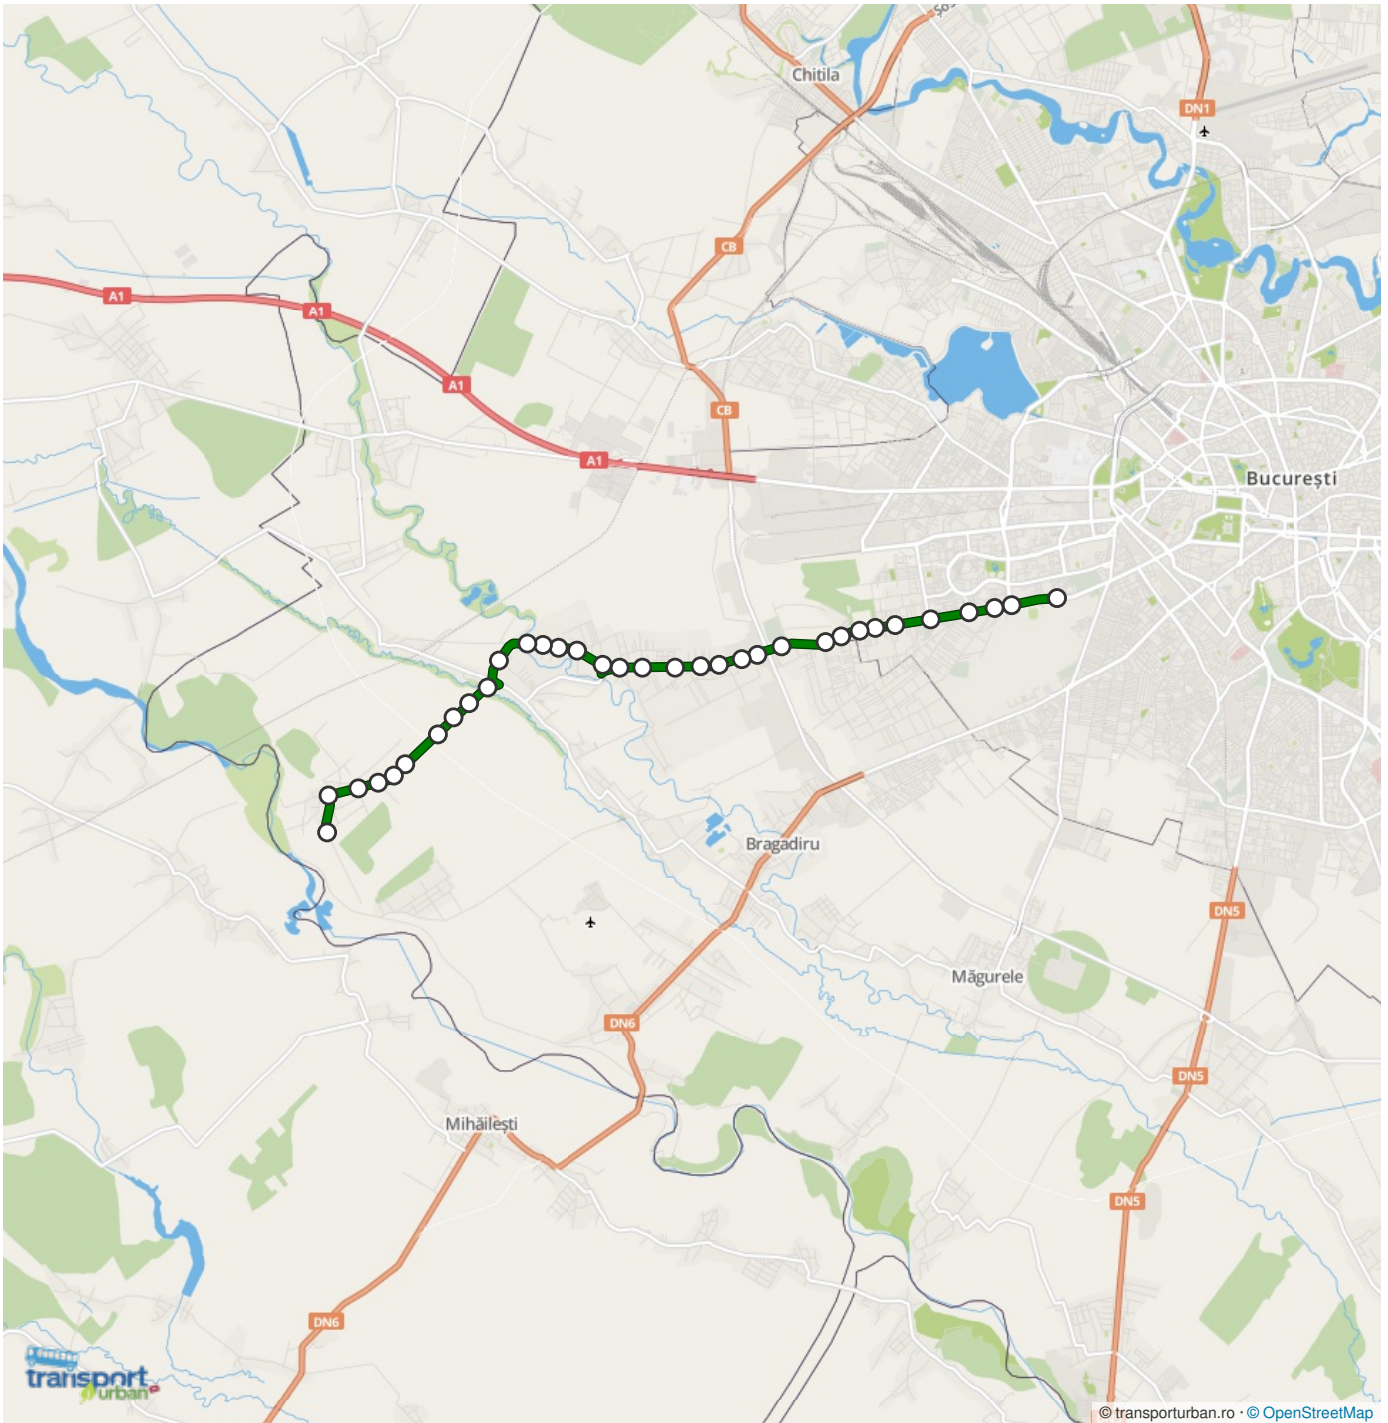 Chitila
DN1
CB
A1
A1
A1
CB
A1
București
Bragadiru
DN5
Măgurele
DN6
DN5
Mihăilești
DN5
DN6
transport
urban
© transporturban.ro · © OpenStreetMap